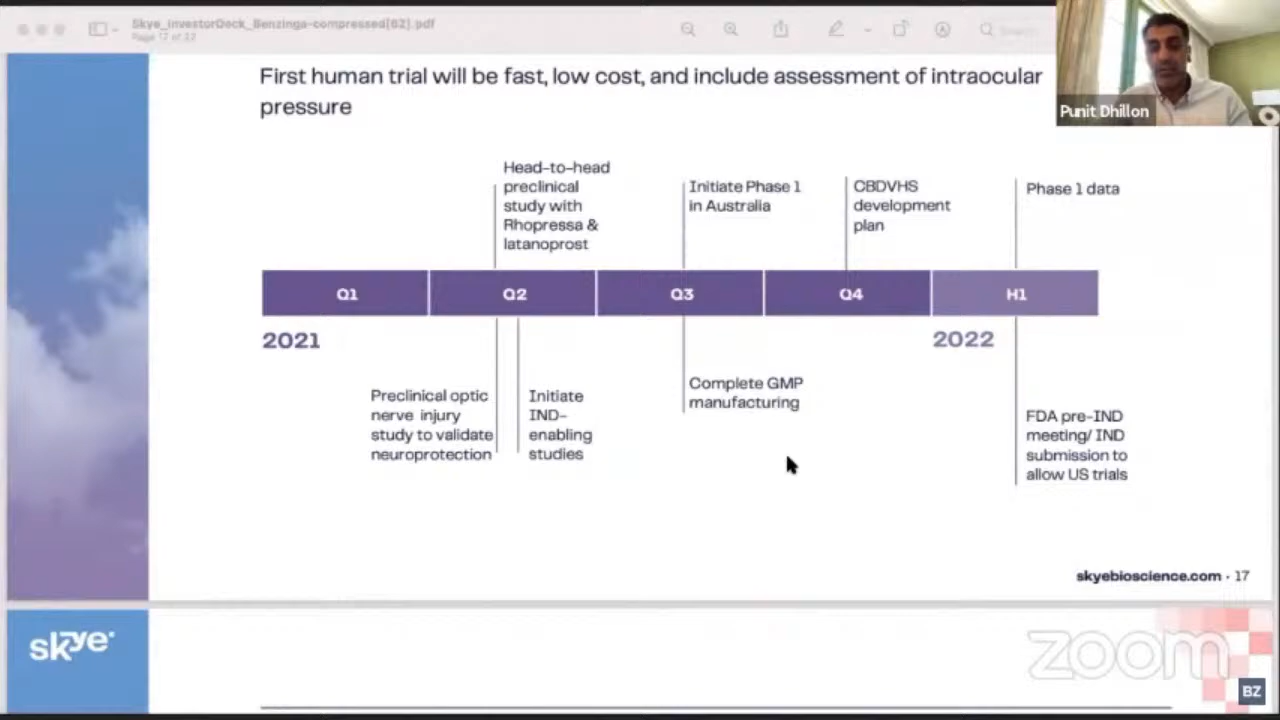 Skye_InvestorDeck_Benzinga-compressed[62].pdf
Page 17 of 22
Search
First human trial will be fast, low cost, and include assessment of intraocular
pressure
Punit Dhillon
Head-to-head
preclinical
study with
Rhopressa &
latanoprost
Initiate Phase 1
in Australia
CBDVHS
development
plan
Phase 1 data
Q1
Q2
Q3
Q4
H1
2021
2022
Preclinical optic
nerve injury
study to validate
neuroprotection
Initiate
IND-
enabling
studies
Complete GMP
manufacturing
FDA pre-IND
meeting/ IND
submission to
allow US trials
skyebioscience.com · 17
skye
zoom
BZ